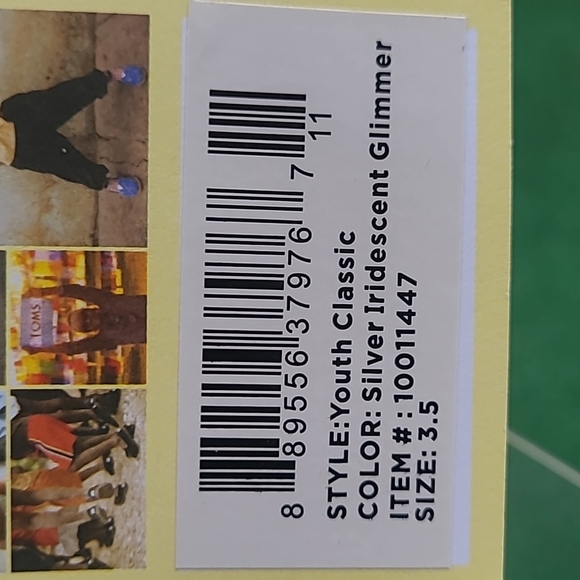 TOMS
8 89556 37976 7
11
STYLE:Youth Classic
COLOR: Silver Iridescent Glimmer
ITEM # : 10011447
SIZE: 3.5